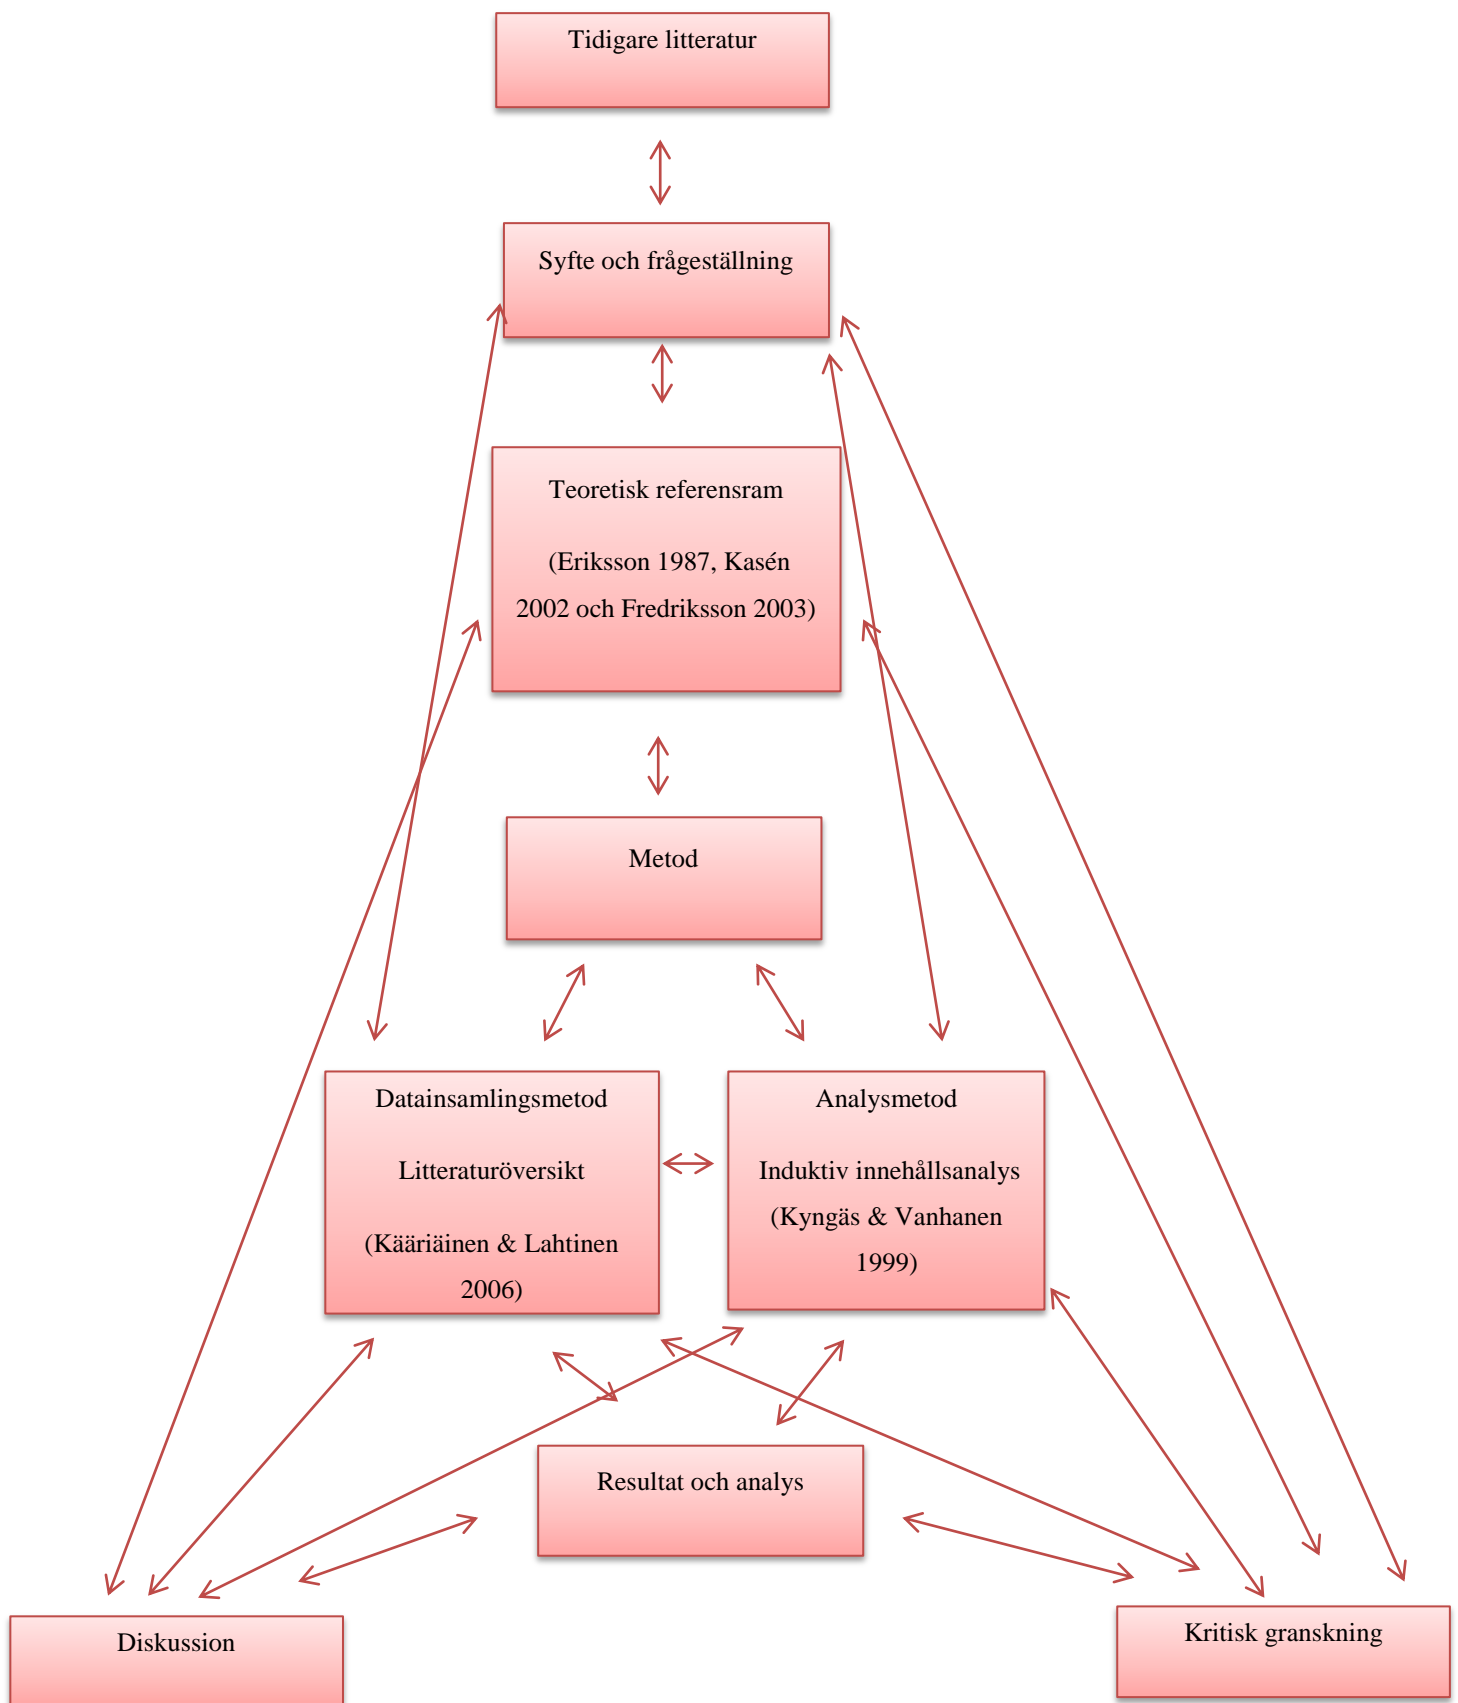 Tidigare litteratur
Syfte och frågeställning
Teoretisk referensram
(Eriksson 1987, Kasén
2002 och Fredriksson 2003)
Metod
Datainsamlingsmetod
Litteraturöversikt
(Kääriäinen & Lahtinen
2006)
Analysmetod
Induktiv innehållsanalys
(Kyngäs & Vanhanen
1999)
Resultat och analys
Diskussion
Kritisk granskning